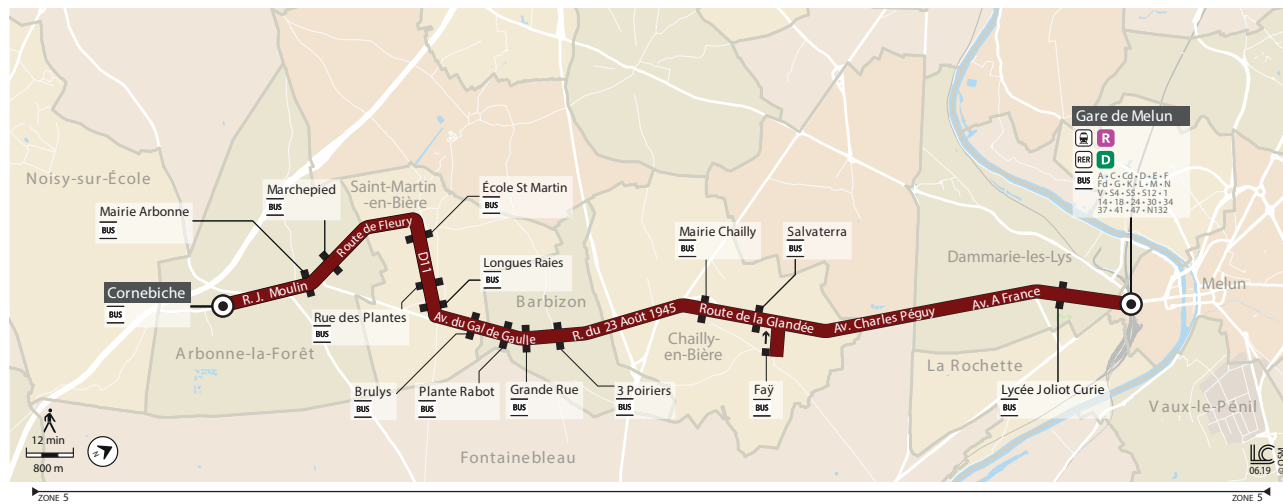 Noisy-sur-École
Mairie Arbonne
BUS
Marchepied
BUS
Saint-Martin
-en-Bière
École St Martin
BUS
Cornebiche
BUS
R. J. Moulin
Route de Fleury
D11
Longues Raies
BUS
Rue des Plantes
BUS
Arbonne-la-Forêt
Av. du Gal de Gaulle
Barbizon
Brulys
BUS
Plante Rabot
BUS
Grande Rue
BUS
3 Poiriers
BUS
R. du 23 Août 1945
Mairie Chailly
BUS
Salvaterra
BUS
Route de la Glandée
Chailly-
en-Bière
Faÿ
BUS
Av. Charles Péguy
Av. A France
Dammarie-les-Lys
Gare de Melun
R
RER
D
BUS
A • C • Cd • D • E • F
Fd • G • K • L • M • N
V • S4 • S5 • S12 • 1
14 • 18 • 24 • 30 • 34
37 • 41 • 47 • N132
Melun
La Rochette
Lycée Joliot Curie
BUS
Vaux-le-Pénil
Fontainebleau
12 min
800 m
N
LC
06.19
© OSM
ZONE 5
ZONE 5